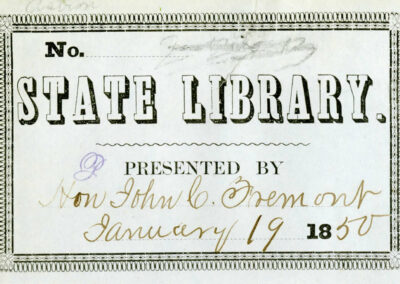 No.
STATE LIBRARY.
P
PRESENTED BY
Hon John C. Fremont
January 19 1850